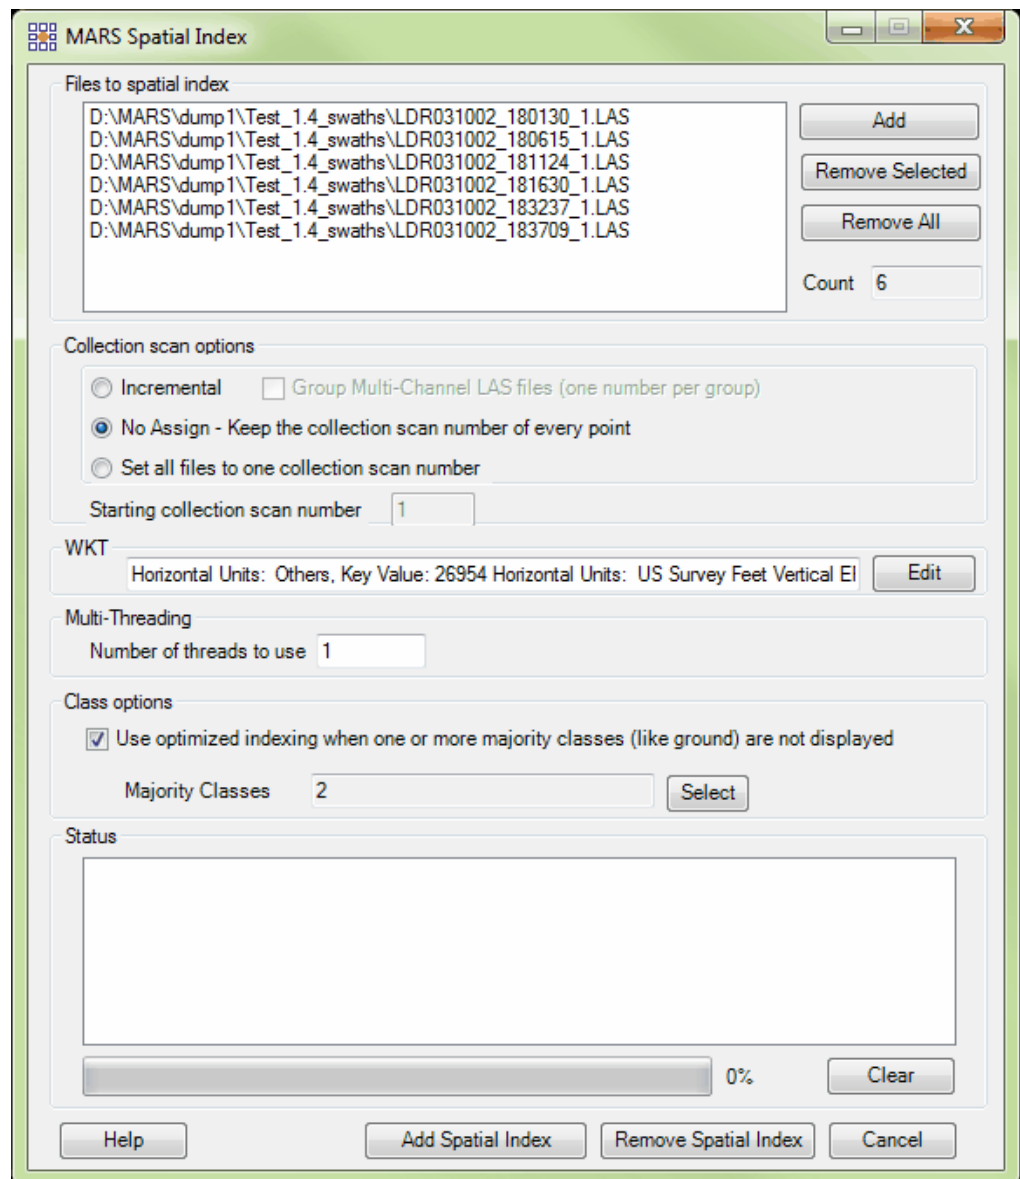 MARS Spatial Index
Files to spatial index
D:\MARS\dump1\Test_1.4_swaths\LDR031002_180130_1.LAS
D:\MARS\dump1\Test_1.4_swaths\LDR031002_180615_1.LAS
D:\MARS\dump1\Test_1.4_swaths\LDR031002_181124_1.LAS
D:\MARS\dump1\Test_1.4_swaths\LDR031002_181630_1.LAS
D:\MARS\dump1\Test_1.4_swaths\LDR031002_183237_1.LAS
D:\MARS\dump1\Test_1.4_swaths\LDR031002_183709_1.LAS
Add
Remove Selected
Remove All
Count 6
Collection scan options
Incremental Group Multi-Channel LAS files (one number per group)
No Assign - Keep the collection scan number of every point
Set all files to one collection scan number
Starting collection scan number 1
WKT
Horizontal Units: Others, Key Value: 26954 Horizontal Units: US Survey Feet Vertical El Edit
Multi-Threading
Number of threads to use 1
Class options
Use optimized indexing when one or more majority classes (like ground) are not displayed
Majority Classes 2 Select
Status
0% Clear
Help Add Spatial Index Remove Spatial Index Cancel